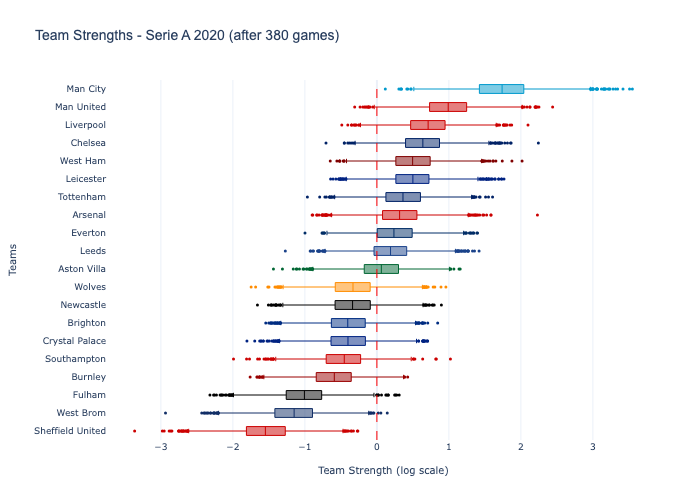 Team Strengths - Serie A 2020 (after 380 games)
Man City
Man United
Liverpool
Chelsea
West Ham
Leicester
Tottenham
Arsenal
Everton
Leeds
Aston Villa
Wolves
Newcastle
Brighton
Crystal Palace
Southampton
Burnley
Fulham
West Brom
Sheffield United
Teams
−3 −2 −1 0 1 2 3
Team Strength (log scale)